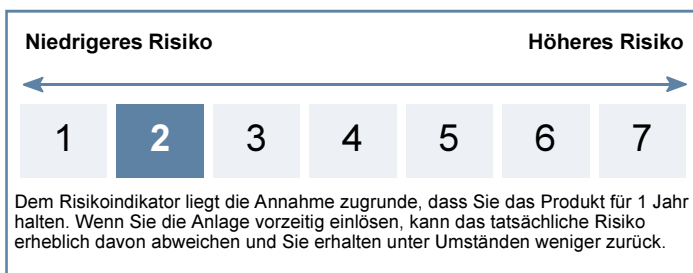 Niedrigeres Risiko Höheres Risiko
1 2 3 4 5 6 7
Dem Risikoindikator liegt die Annahme zugrunde, dass Sie das Produkt für 1 Jahr
halten. Wenn Sie die Anlage vorzeitig einlösen, kann das tatsächliche Risiko
erheblich davon abweichen und Sie erhalten unter Umständen weniger zurück.